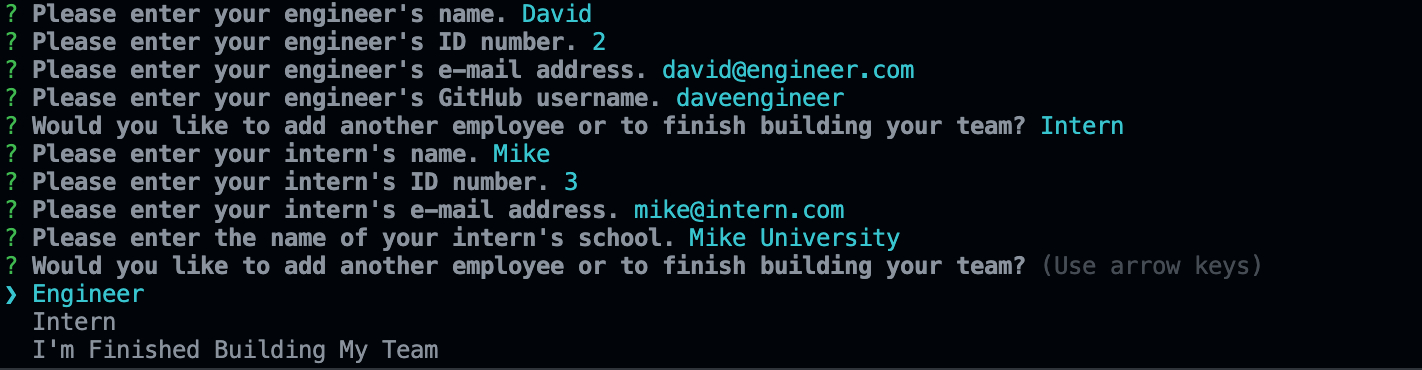 ? Please enter your engineer's name. David
? Please enter your engineer's ID number. 2
? Please enter your engineer's e-mail address. david@engineer.com
? Please enter your engineer's GitHub username. daveengineer
? Would you like to add another employee or to finish building your team? Intern
? Please enter your intern's name. Mike
? Please enter your intern's ID number. 3
? Please enter your intern's e-mail address. mike@intern.com
? Please enter the name of your intern's school. Mike University
? Would you like to add another employee or to finish building your team? (Use arrow keys)
❯ Engineer
  Intern
  I'm Finished Building My Team